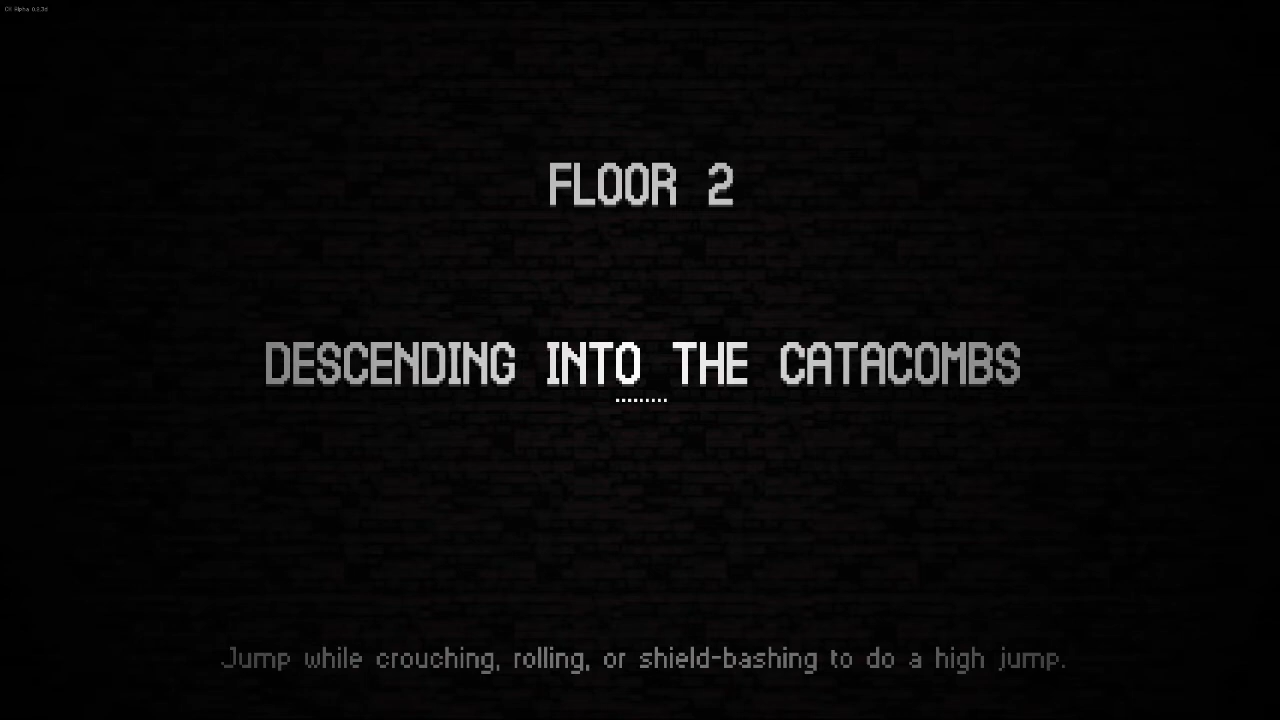 FLOOR 2
DESCENDING INTO THE CATACOMBS
.........
Jump while crouching, rolling, or shield-bashing to do a high jump.